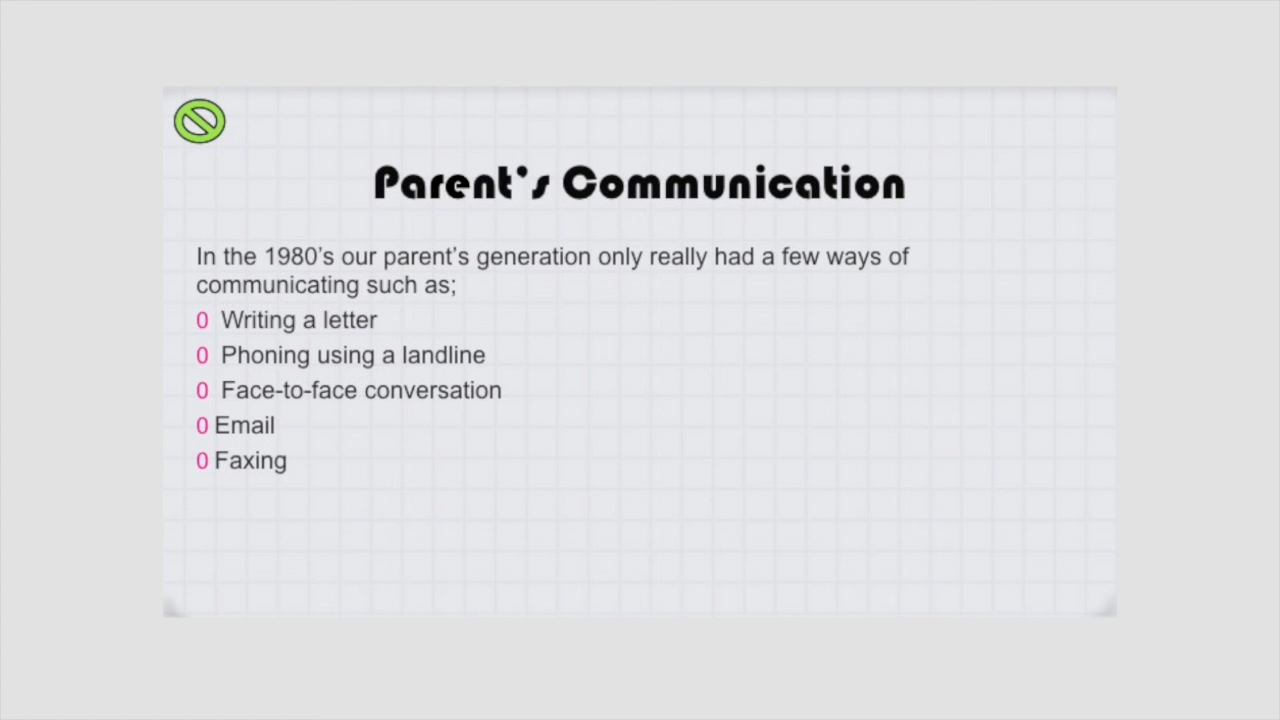 Parent's Communication
In the 1980's our parent's generation only really had a few ways of
communicating such as;
0 Writing a letter
0 Phoning using a landline
0 Face-to-face conversation
0 Email
0 Faxing